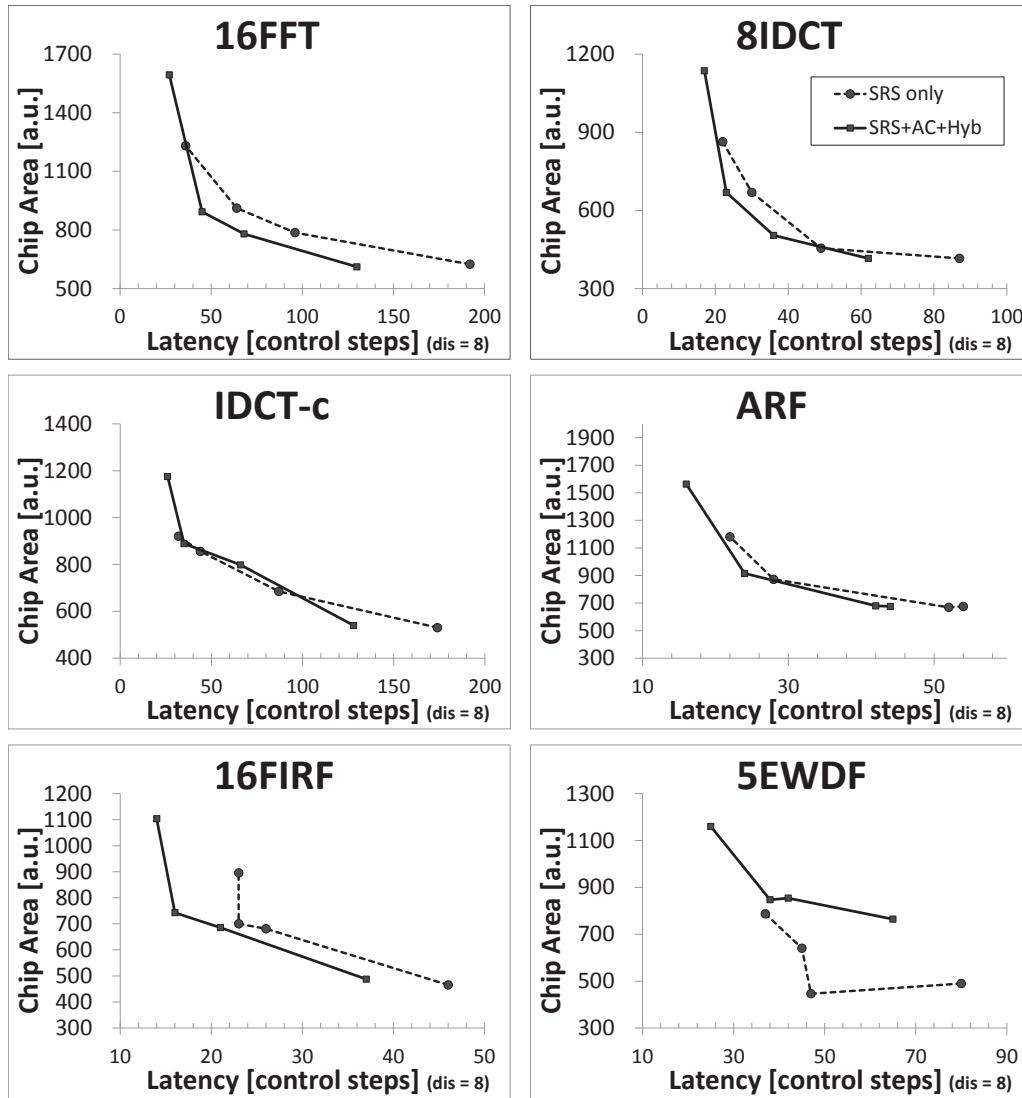 16FFT
Chip Area [a.u.]
1700
1400
1100
800
500
0 50 100 150 200
Latency [control steps] (dis = 8)
8IDCT
Chip Area [a.u.]
1200
900
600
300
SRS only
SRS+AC+Hyb
0 20 40 60 80 100
Latency [control steps] (dis = 8)
IDCT-c
Chip Area [a.u.]
1400
1200
1000
800
600
400
0 50 100 150 200
Latency [control steps] (dis = 8)
ARF
Chip Area [a.u.]
1900
1700
1500
1300
1100
900
700
500
300
10 30 50
Latency [control steps] (dis = 8)
16FIRF
Chip Area [a.u.]
1200
1100
1000
900
800
700
600
500
400
300
10 20 30 40 50
Latency [control steps] (dis = 8)
5EWDF
Chip Area [a.u.]
1300
1100
900
700
500
300
10 30 50 70 90
Latency [control steps] (dis = 8)